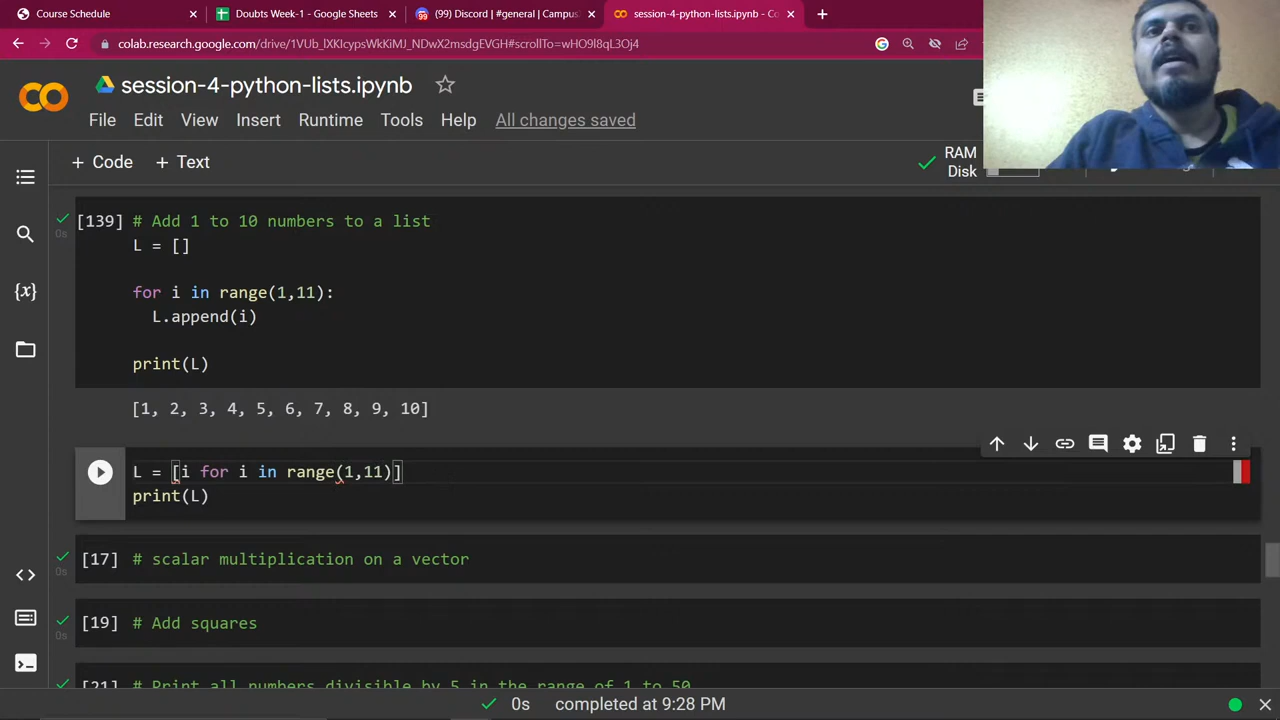 Course Schedule
Doubts Week-1 - Google Sheets
(99) Discord | #general | Campus
session-4-python-lists.ipynb - Co
colab.research.google.com/drive/1VUb_lXKIcypsWkKiMJ_NDwX2msdgEVGH#scrollTo=wHO9l8qL3Oj4
session-4-python-lists.ipynb
File Edit View Insert Runtime Tools Help All changes saved
+ Code + Text
RAM
Disk
[139] # Add 1 to 10 numbers to a list
L = []
for i in range(1,11):
L.append(i)
print(L)
0s
[1, 2, 3, 4, 5, 6, 7, 8, 9, 10]
L = [i for i in range(1,11)]
print(L)
[17] # scalar multiplication on a vector
0s
[19] # Add squares
0s
[21] # Print all numbers divisible by 5 in the range of 1 to 50
0s completed at 9:28 PM